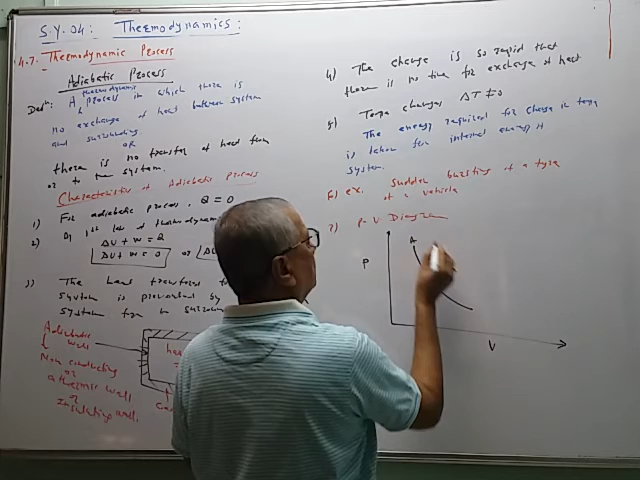 S.Y. 04: Thermodynamics:
4.7. Thermodynamic Process
Adiabatic Process
Defn: A thermodynamic process in which there is
no exchange of heat between system
and surrounding.
OR
there is no transfer of heat from
or to the system.
Characteristics of Adiabatic Process
1) For adiabatic process, Q = 0
2) By 1st law of thermodynam
ΔU + W = Q
ΔU + W = 0 or
3) The heat transfer
system is prevented by
system from its surroun
Adiabatic wall
Non conducting
or
athermic wall
or
Insulating wall.
4) The change is so rapid that
there is no time for exchange of heat
5) Temp changes ΔT ≠ 0
The energy required for change in temp
is taken from internal energy of
system.
6) ex. Sudden bursting of a tyre
of a vehicle
7) P-V Diagram
A
P
V